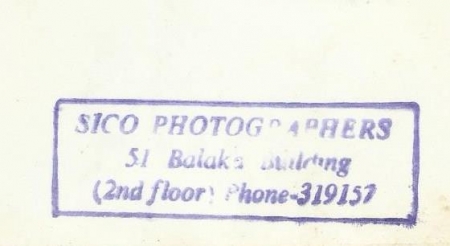 SICO PHOTOGRAPHERS
51 Balaka Building
(2nd floor) Phone-319157